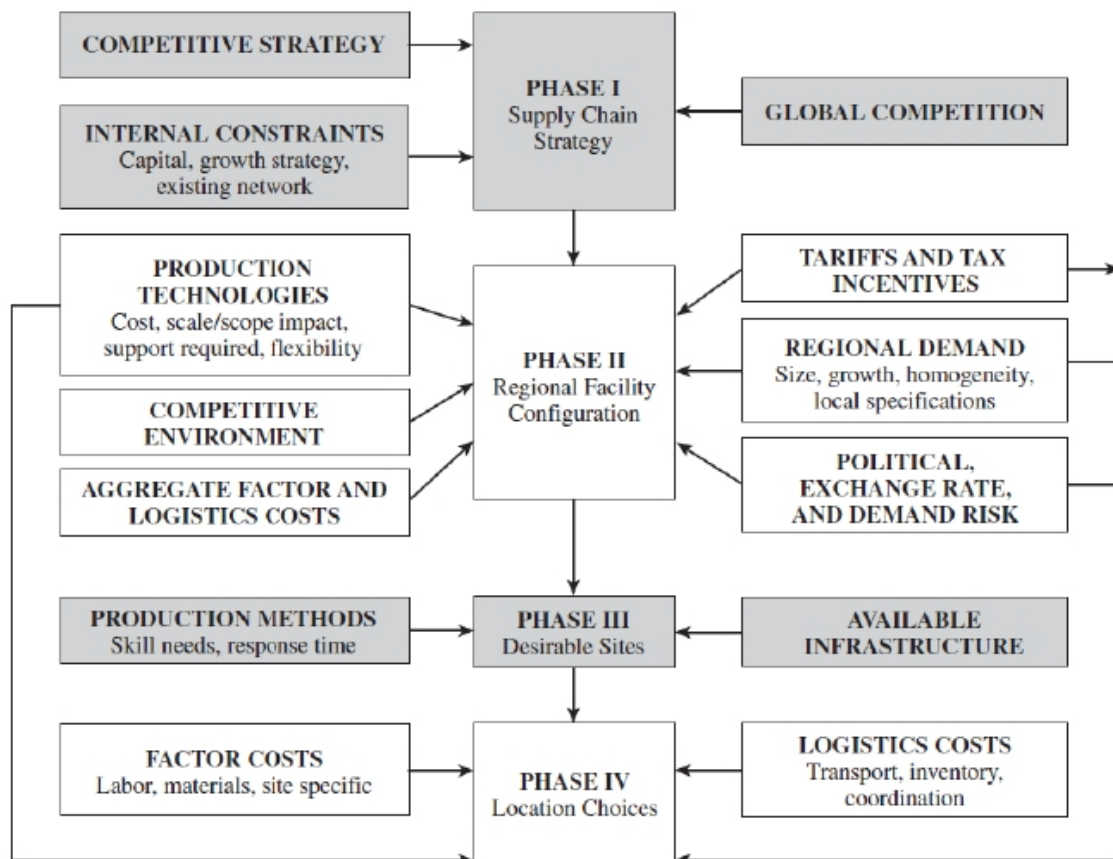 COMPETITIVE STRATEGY
INTERNAL CONSTRAINTS
Capital, growth strategy,
existing network
PHASE I
Supply Chain
Strategy
GLOBAL COMPETITION
PRODUCTION
TECHNOLOGIES
Cost, scale/scope impact,
support required, flexibility
COMPETITIVE
ENVIRONMENT
AGGREGATE FACTOR AND
LOGISTICS COSTS
PHASE II
Regional Facility
Configuration
TARIFFS AND TAX
INCENTIVES
REGIONAL DEMAND
Size, growth, homogeneity,
local specifications
POLITICAL,
EXCHANGE RATE,
AND DEMAND RISK
PRODUCTION METHODS
Skill needs, response time
PHASE III
Desirable Sites
AVAILABLE
INFRASTRUCTURE
FACTOR COSTS
Labor, materials, site specific
PHASE IV
Location Choices
LOGISTICS COSTS
Transport, inventory,
coordination